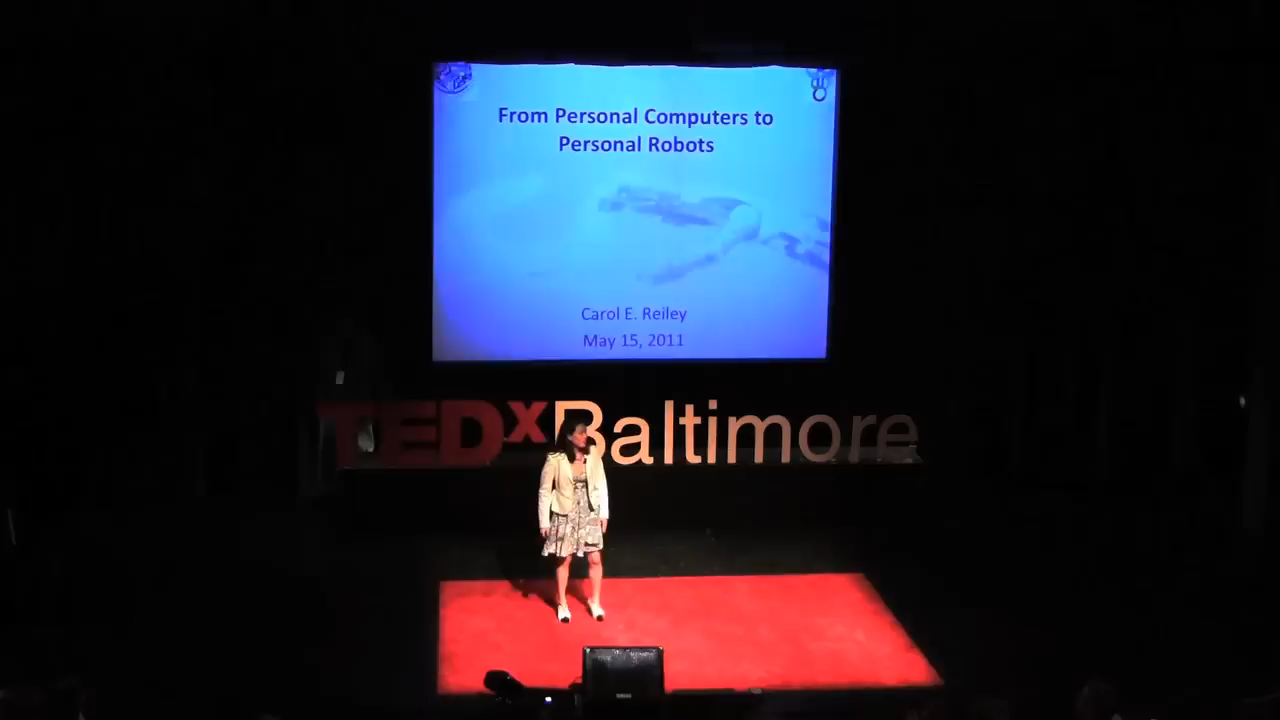 From Personal Computers to
Personal Robots
Carol E. Reiley
May 15, 2011
TEDxBaltimore